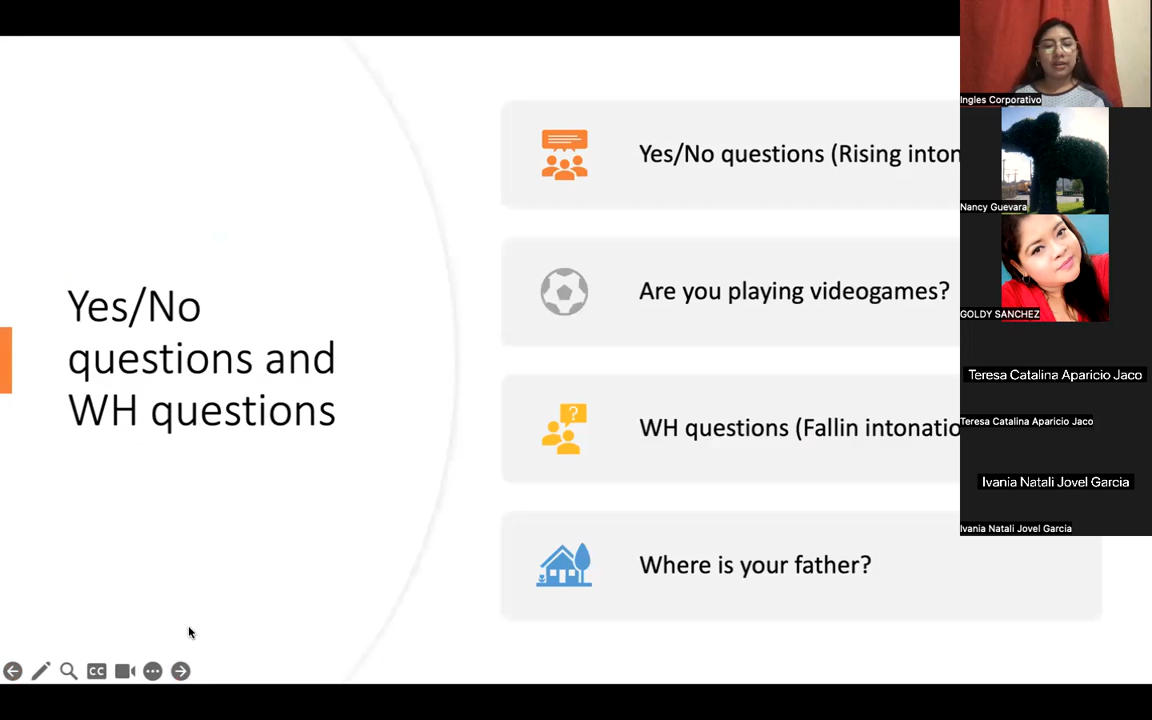 Yes/No
questions and
WH questions
Yes/No questions (Rising inton
Are you playing videogames?
WH questions (Fallin intonatio
Where is your father?
CC
?
Ingles Corporativo
Nancy Guevara
GOLDY SANCHEZ
Teresa Catalina Aparicio Jaco
Teresa Catalina Aparicio Jaco
Ivania Natali Jovel Garcia
Ivania Natali Jovel Garcia